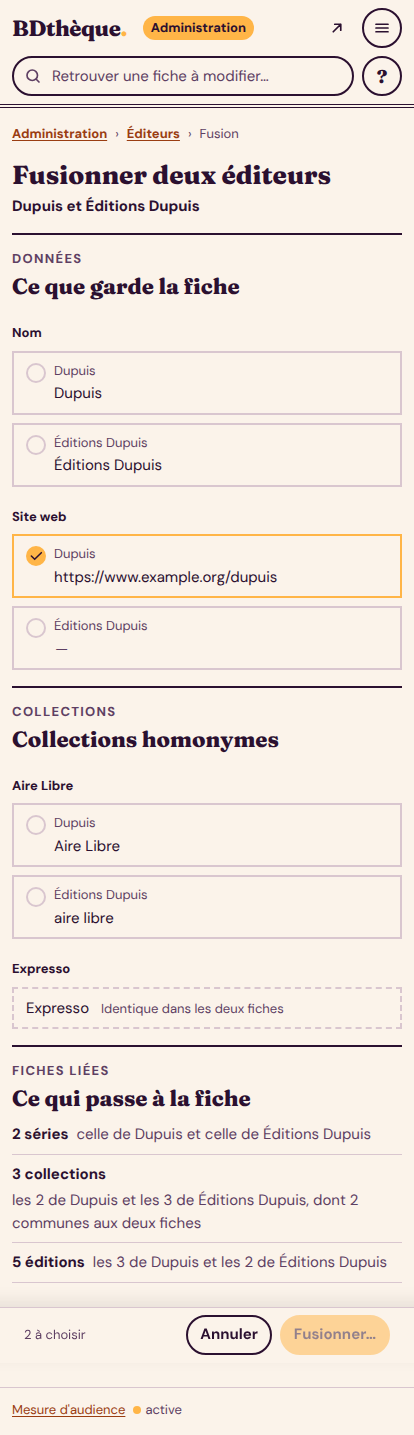 BDthèque.
Administration
Retrouver une fiche à modifier…
?
Administration › Éditeurs › Fusion
Fusionner deux éditeurs
Dupuis et Éditions Dupuis
DONNÉES
Ce que garde la fiche
Nom
Dupuis
Dupuis
Éditions Dupuis
Éditions Dupuis
Site web
Dupuis
https://www.example.org/dupuis
Éditions Dupuis
—
COLLECTIONS
Collections homonymes
Aire Libre
Dupuis
Aire Libre
Éditions Dupuis
aire libre
Expresso
Expresso Identique dans les deux fiches
FICHES LIÉES
Ce qui passe à la fiche
2 séries celle de Dupuis et celle de Éditions Dupuis
3 collections
les 2 de Dupuis et les 3 de Éditions Dupuis, dont 2
communes aux deux fiches
5 éditions les 3 de Dupuis et les 2 de Éditions Dupuis
2 à choisir
Annuler
Fusionner…
Mesure d'audience active